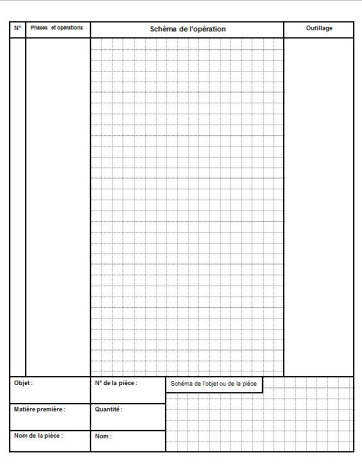 N° Phases et opérations Schéma de l'opération Outillage
Objet : N° de la pièce : Schéma de l'objet ou de la pièce
Matière première : Quantité :
Nom de la pièce : Nom :